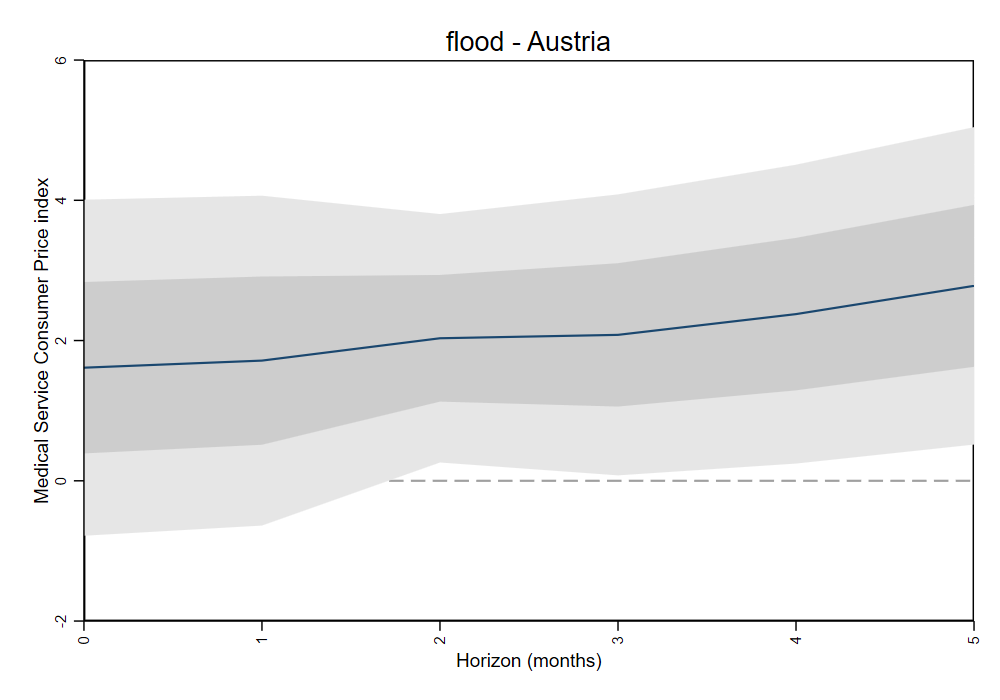 flood - Austria
Medical Service Consumer Price index
6
4
2
0
-2
0 1 2 3 4 5
Horizon (months)